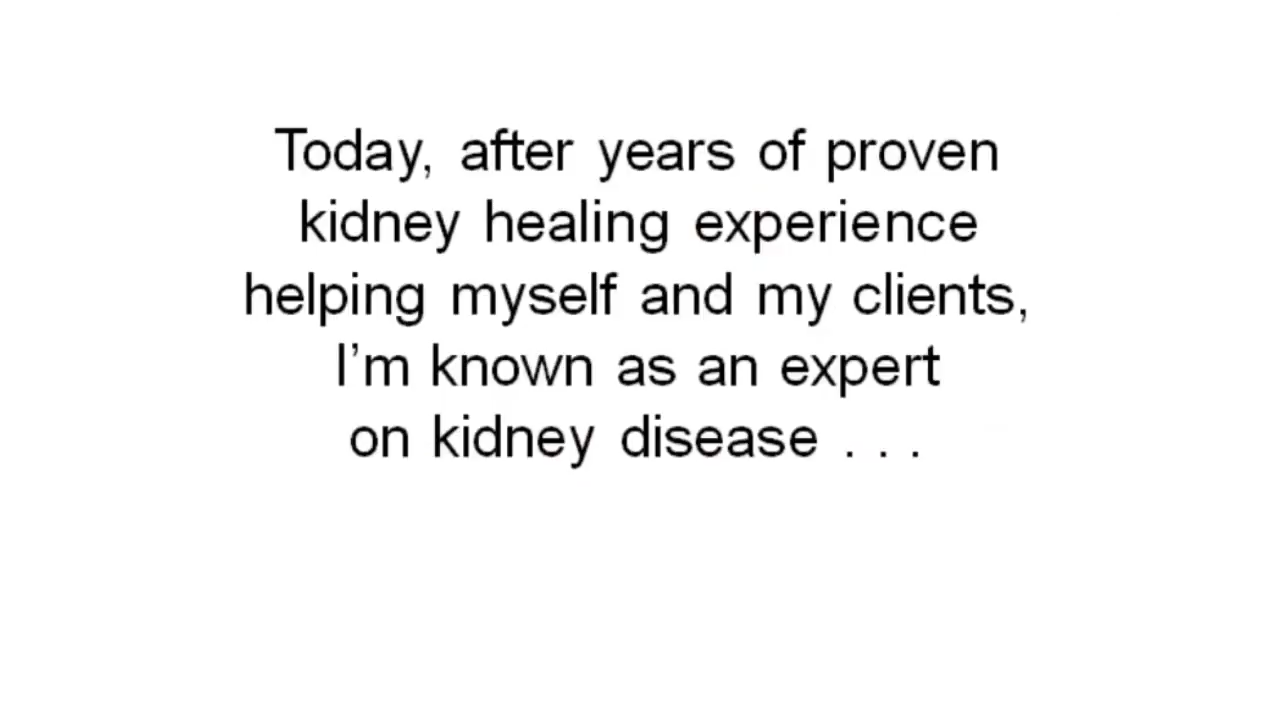 Today, after years of proven
kidney healing experience
helping myself and my clients,
I’m known as an expert
on kidney disease . . .